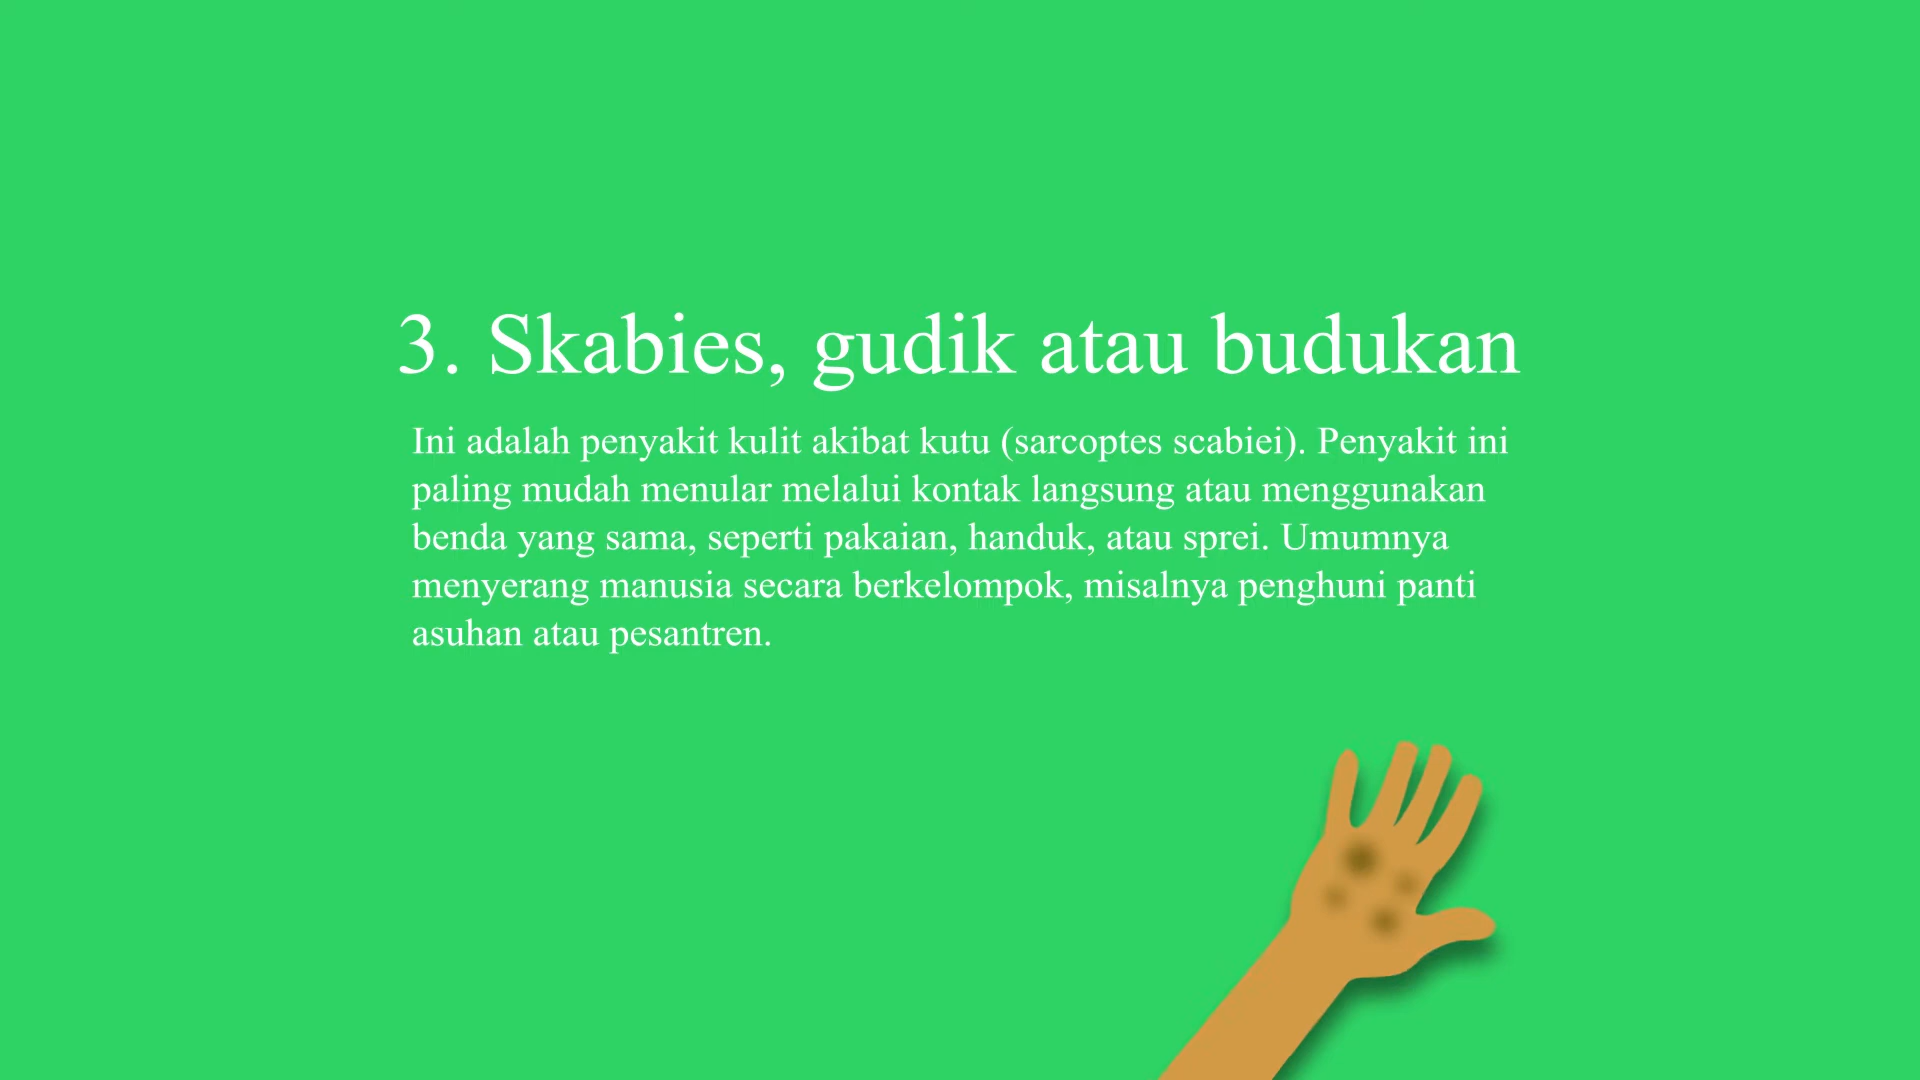 3. Skabies, gudik atau budukan
Ini adalah penyakit kulit akibat kutu (sarcoptes scabiei). Penyakit ini
paling mudah menular melalui kontak langsung atau menggunakan
benda yang sama, seperti pakaian, handuk, atau sprei. Umumnya
menyerang manusia secara berkelompok, misalnya penghuni panti
asuhan atau pesantren.